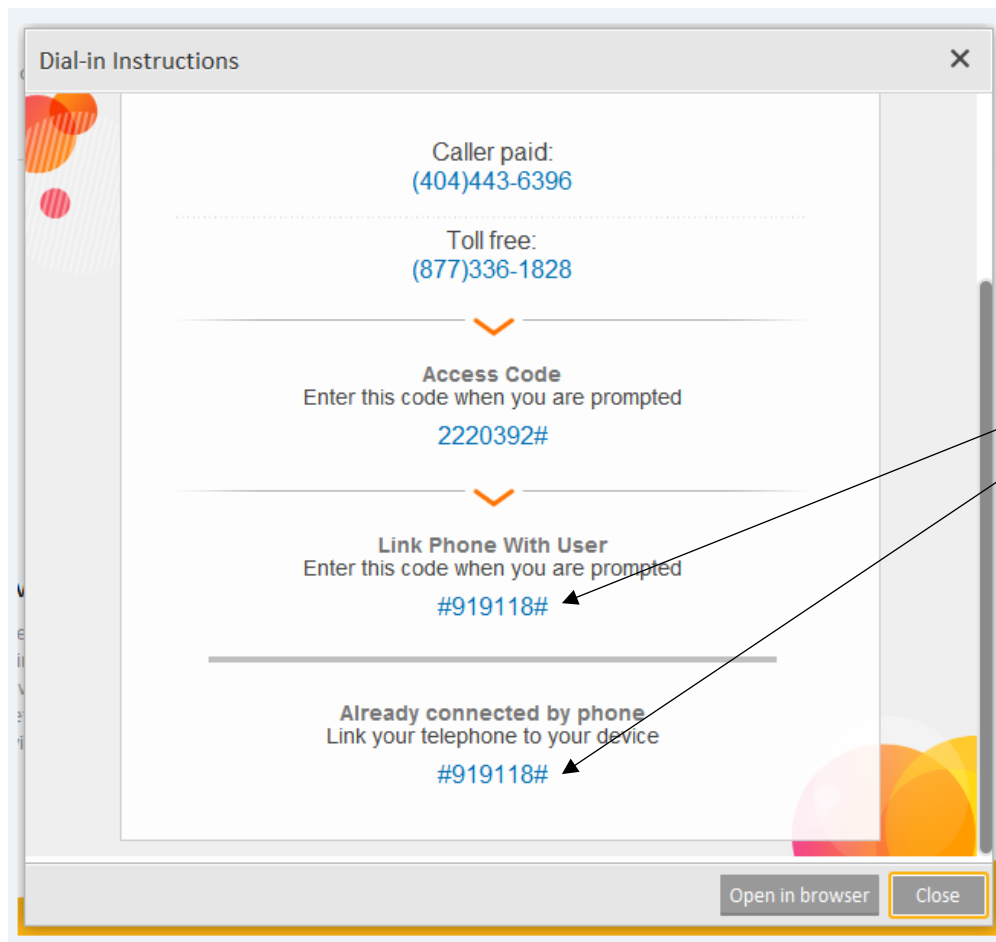 Dial-in Instructions
Caller paid:
(404)443-6396
Toll free:
(877)336-1828
Access Code
Enter this code when you are prompted
2220392#
Link Phone With User
Enter this code when you are prompted
#919118#
Already connected by phone
Link your telephone to your device
#919118#
Open in browser
Close